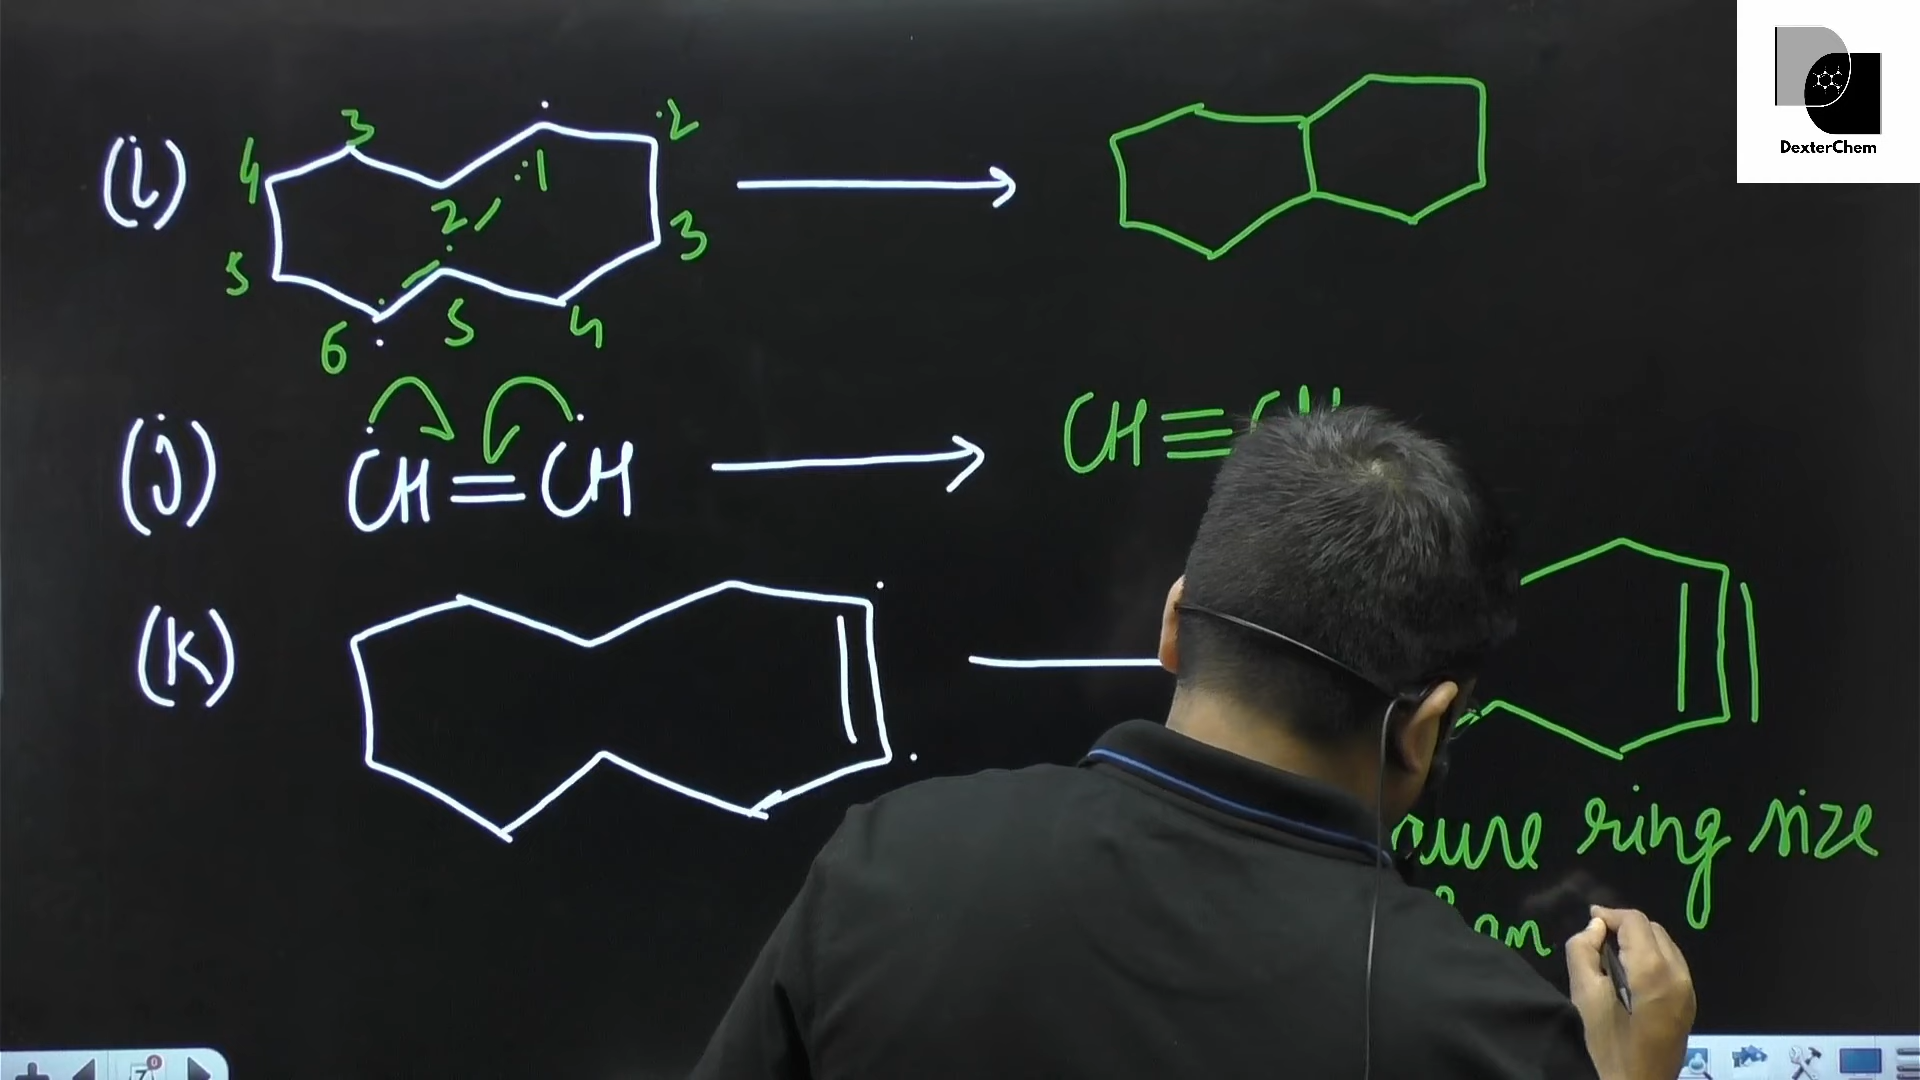 DexterChem
(i)
4 3 1 2
2 3
5 6 5 4
(j) CH = CH CH ≡
(k)
ring size